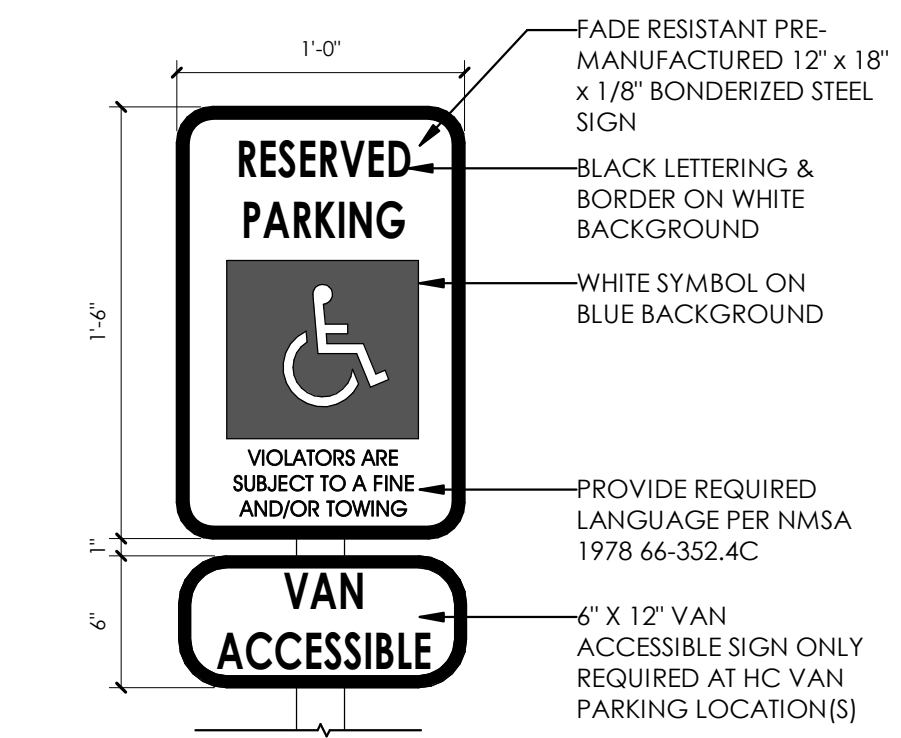 1'-0"
FADE RESISTANT PRE-
MANUFACTURED 12" x 18"
x 1/8" BONDERIZED STEEL
SIGN
RESERVED
PARKING
BLACK LETTERING &
BORDER ON WHITE
BACKGROUND
WHITE SYMBOL ON
BLUE BACKGROUND
1'-6"
VIOLATORS ARE
SUBJECT TO A FINE
AND/OR TOWING
PROVIDE REQUIRED
LANGUAGE PER NMSA
1978 66-352.4C
1"
VAN
ACCESSIBLE
6"
6" X 12" VAN
ACCESSIBLE SIGN ONLY
REQUIRED AT HC VAN
PARKING LOCATION(S)